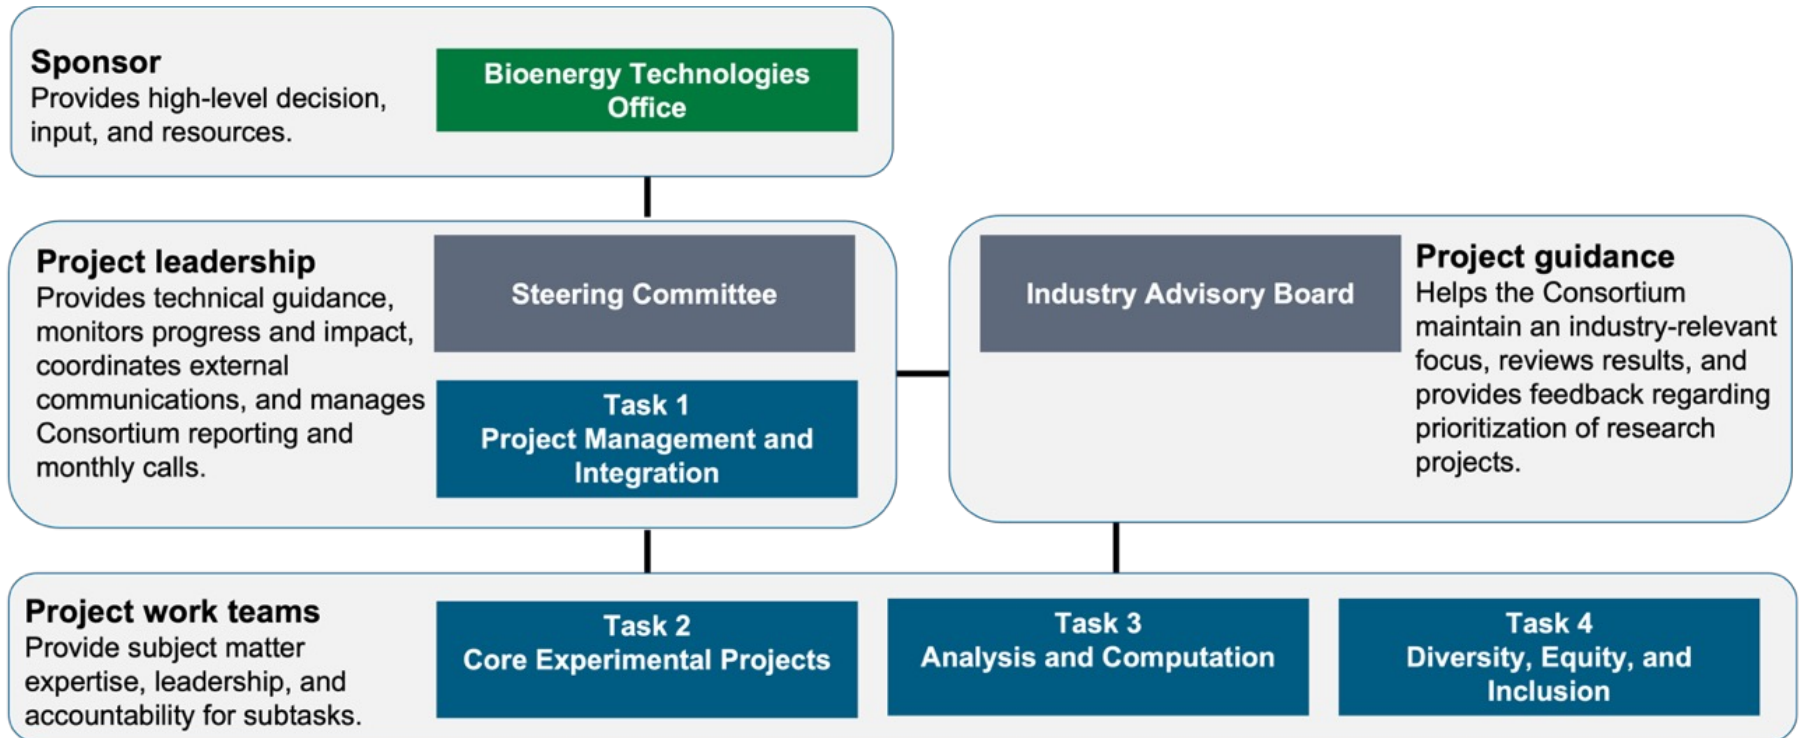 Sponsor
Provides high-level decision,
input, and resources.
Bioenergy Technologies
Office
Project leadership
Provides technical guidance,
monitors progress and impact,
coordinates external
communications, and manages
Consortium reporting and
monthly calls.
Steering Committee
Task 1
Project Management and
Integration
Industry Advisory Board
Project guidance
Helps the Consortium
maintain an industry-relevant
focus, reviews results, and
provides feedback regarding
prioritization of research
projects.
Project work teams
Provide subject matter
expertise, leadership, and
accountability for subtasks.
Task 2
Core Experimental Projects
Task 3
Analysis and Computation
Task 4
Diversity, Equity, and
Inclusion